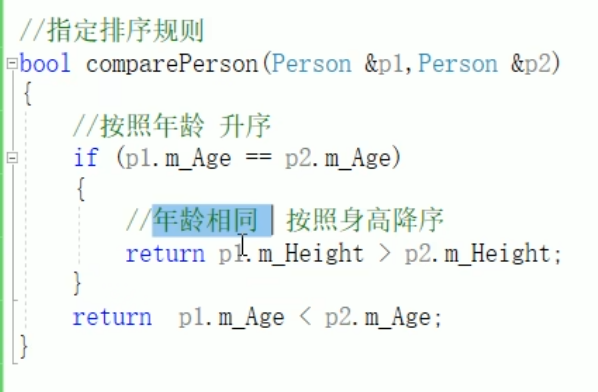 //指定排序规则
bool comparePerson(Person &p1,Person &p2)
{
//按照年龄 升序
if (p1.m_Age == p2.m_Age)
{
//年龄相同  按照身高降序
return p1.m_Height > p2.m_Height;
}
return  p1.m_Age < p2.m_Age;
}